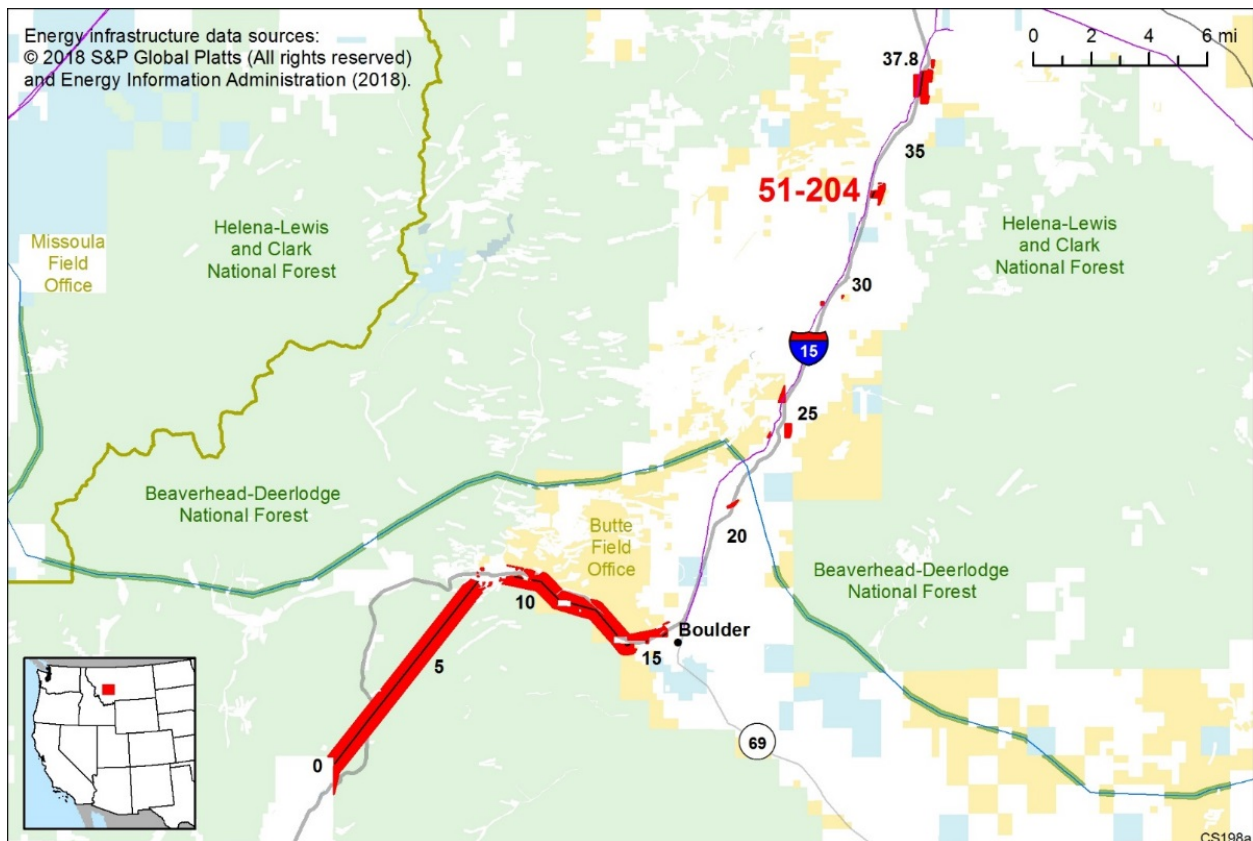 Energy infrastructure data sources:
© 2018 S&P Global Platts (All rights reserved)
and Energy Information Administration (2018).
0 2 4 6 mi
37.8
35
51-204
Helena-Lewis
and Clark
National Forest
Missoula
Field
Office
Helena-Lewis
and Clark
National Forest
30
15
25
Beaverhead-Deerlodge
National Forest
20
Butte
Field
Office
Beaverhead-Deerlodge
National Forest
10
Boulder
15
5
69
0
CS198a